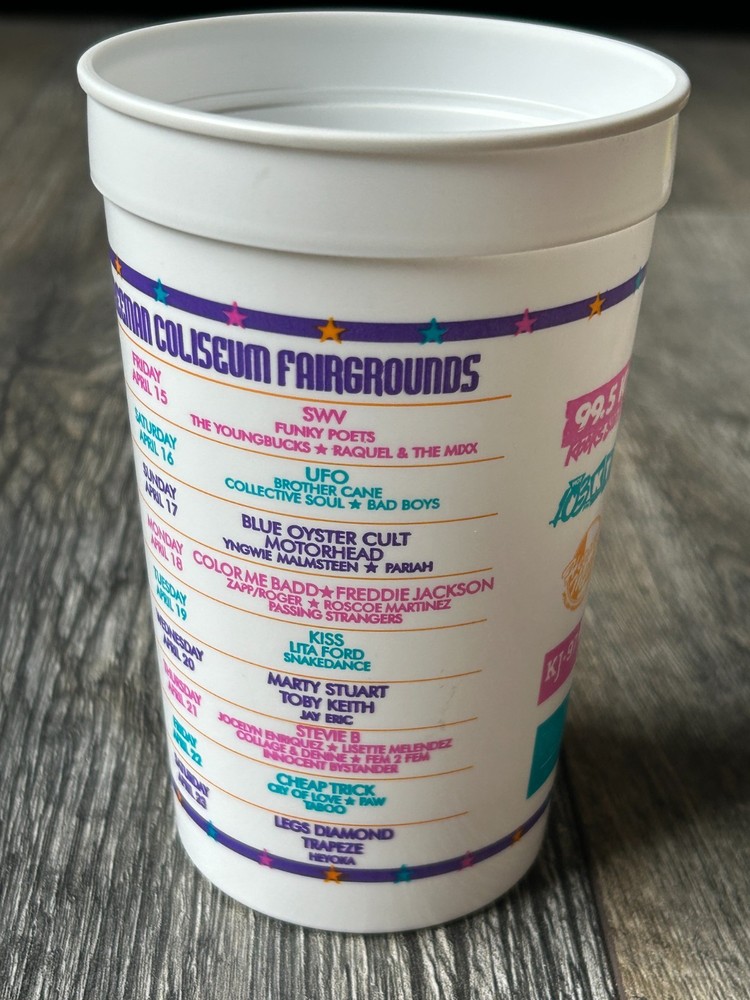 COLISEUM FAIRGROUNDS
FRIDAY
APRIL 15
SWV
FUNKY POETS
THE YOUNGBUCKS ★ RAQUEL & THE MIXX
SATURDAY
APRIL 16
UFO
BROTHER CANE
COLLECTIVE SOUL ★ BAD BOYS
SUNDAY
APRIL 17
BLUE OYSTER CULT
MOTORHEAD
YNGWIE MALMSTEEN ★ PARIAH
MONDAY
APRIL 18
COLOR ME BADD ★ FREDDIE JACKSON
ZAPP/ROGER ★ ROSCOE MARTINEZ
PASSING STRANGERS
TUESDAY
APRIL 19
KISS
LITA FORD
SNAKEDANCE
WEDNESDAY
APRIL 20
MARTY STUART
TOBY KEITH
JAY ERIC
THURSDAY
APRIL 21
STEVIE B
JOCELYN ENRIQUEZ ★ LISETTE MELENDEZ
COLLAGE & DENINE ★ FEM 2 FEM
INNOCENT BYSTANDER
FRIDAY
APRIL 22
CHEAP TRICK
CRY OF LOVE ★ PAW
TABOO
SATURDAY
APRIL 23
LEGS DIAMOND
TRAPEZE
HEYOKA
99.5
KJ-97